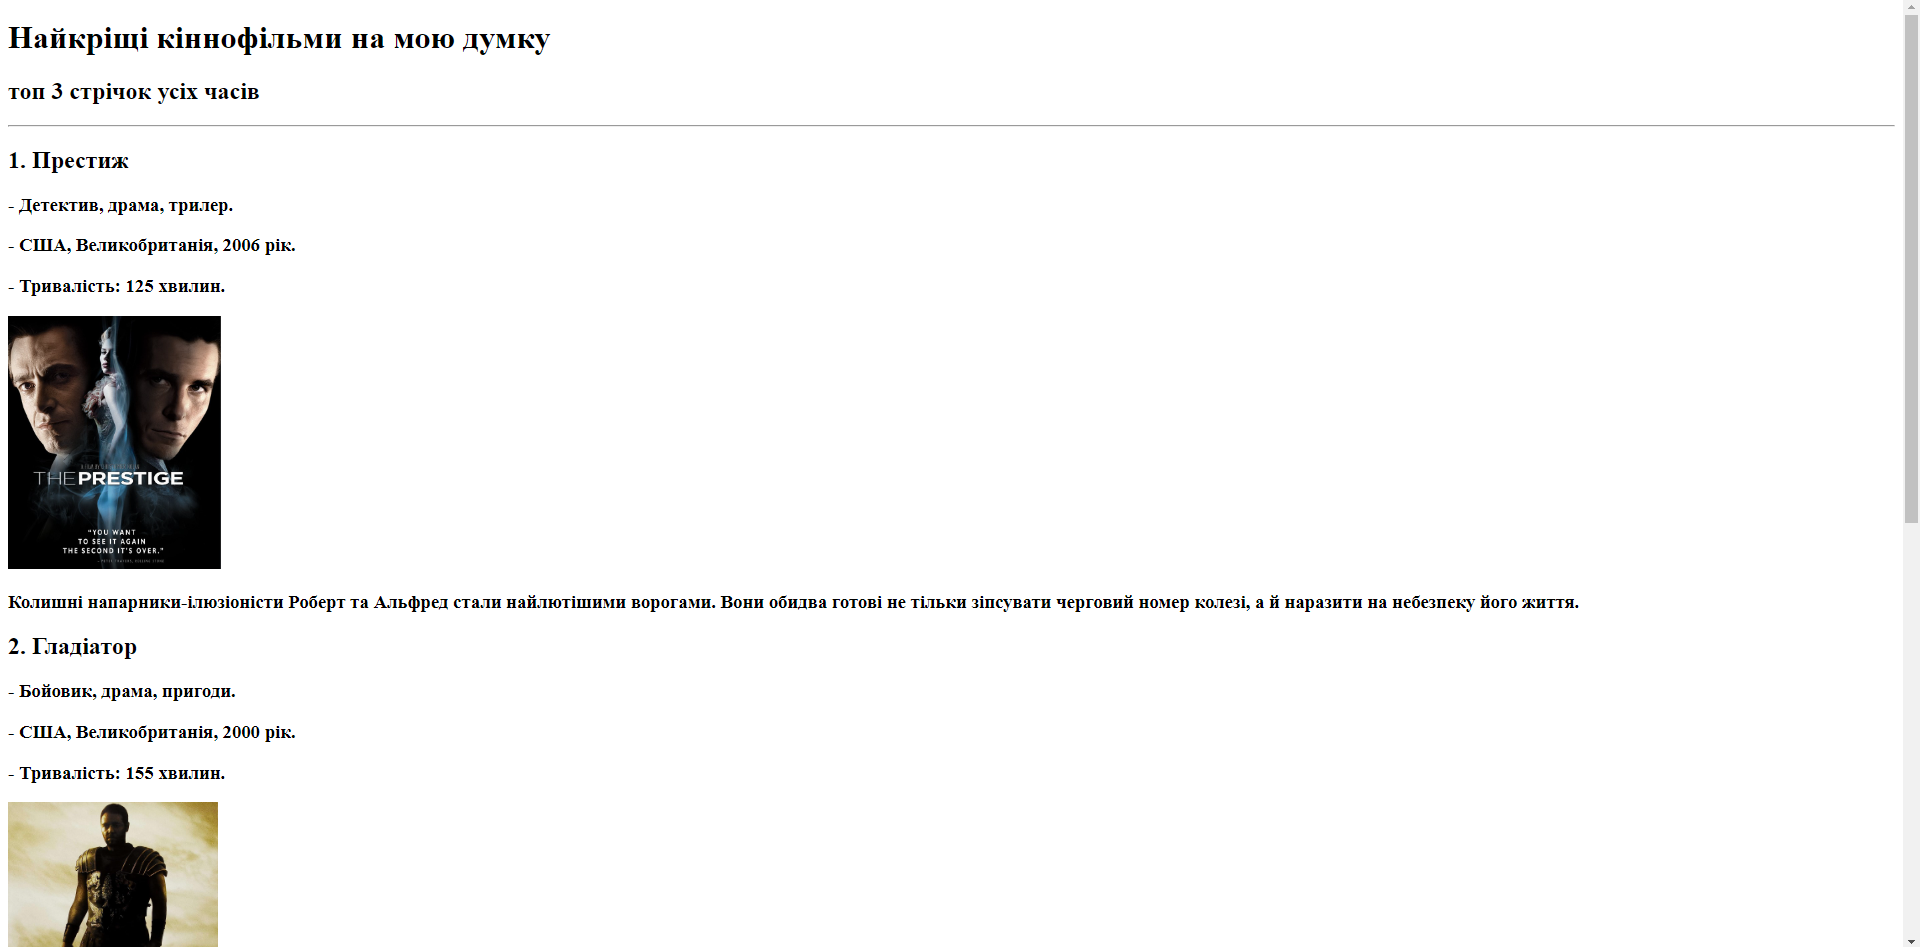 Найкріщі кіннофільми на мою думку
топ 3 стрічок усіх часів
1. Престиж
- Детектив, драма, трилер.
- США, Великобританія, 2006 рік.
- Тривалість: 125 хвилин.
THE PRESTIGE
"YOU WANT
TO SEE IT AGAIN
THE SECOND IT'S OVER."
Колишні напарники-ілюзіоністи Роберт та Альфред стали найлютішими ворогами. Вони обидва готові не тільки зіпсувати черговий номер колезі, а й наразити на небезпеку його життя.
2. Гладіатор
- Бойовик, драма, пригоди.
- США, Великобританія, 2000 рік.
- Тривалість: 155 хвилин.